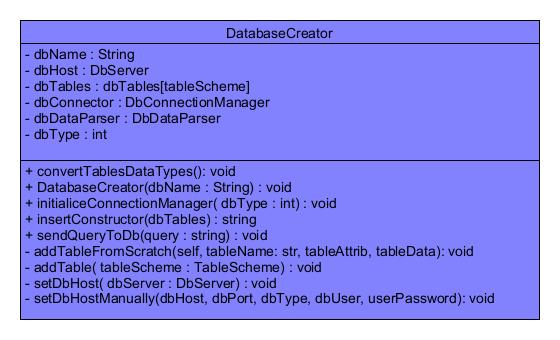 DatabaseCreator
- dbName : String
- dbHost : DbServer
- dbTables : dbTables[tableScheme]
- dbConnector : DbConnectionManager
- dbDataParser : DbDataParser
- dbType : int
+ convertTablesDataTypes(): void
+ DatabaseCreator(dbName : String) : void
+ initialiceConnectionManager( dbType : int) : void
+ insertConstructor(dbTables) : string
+ sendQueryToDb(query : string) : void
- addTableFromScratch(self, tableName: str, tableAttrib, tableData): void
- addTable( tableScheme : TableScheme) : void
- setDbHost( dbServer : DbServer) : void
- setDbHostManually(dbHost, dbPort, dbType, dbUser, userPassword): void